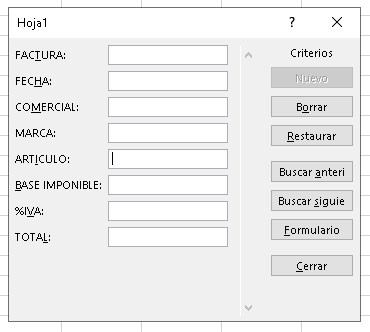 Hoja1
?
FACTURA:
FECHA:
COMERCIAL:
MARCA:
ARTICULO:
BASE IMPONIBLE:
%IVA:
TOTAL:
Criterios
Nuevo
Borrar
Restaurar
Buscar anteri
Buscar siguie
Formulario
Cerrar